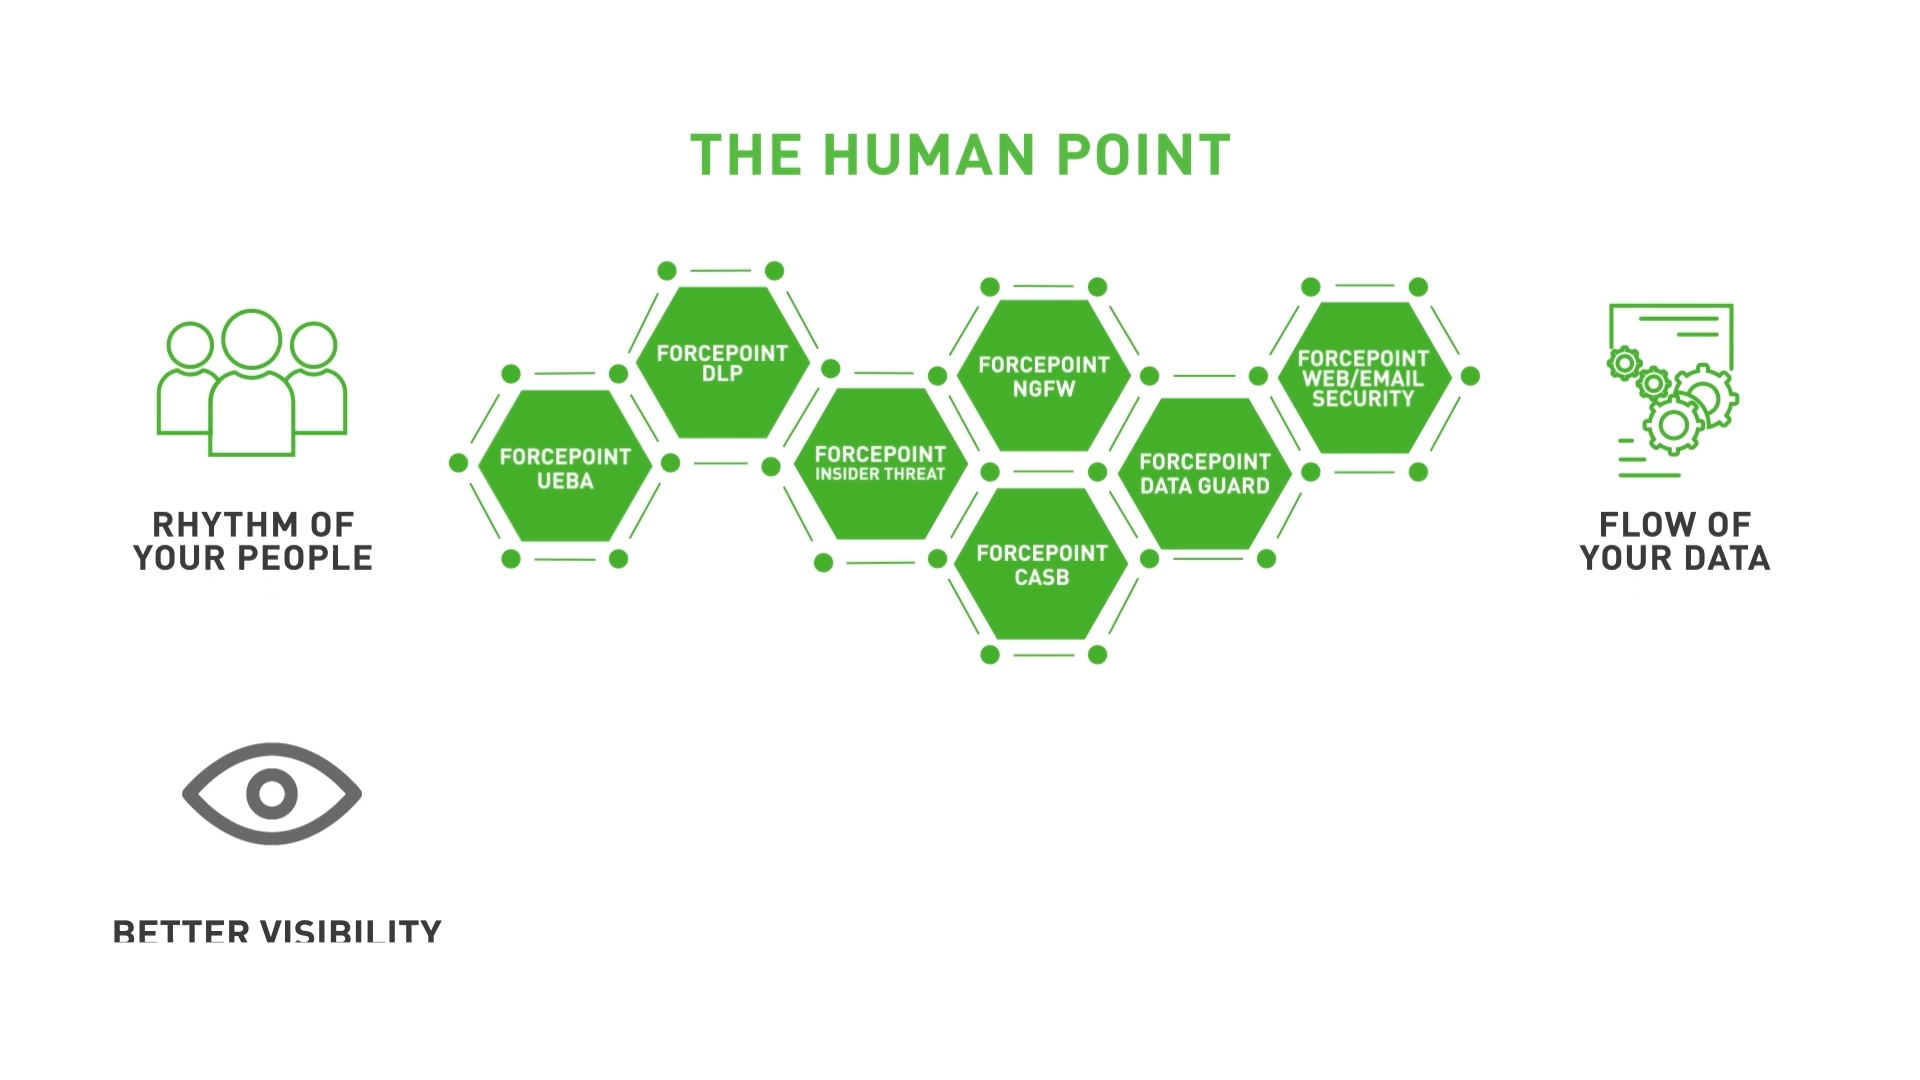 THE HUMAN POINT
FORCEPOINT
DLP
FORCEPOINT
NGFW
FORCEPOINT
WEB/EMAIL
SECURITY
FORCEPOINT
UEBA
FORCEPOINT
INSIDER THREAT
FORCEPOINT
DATA GUARD
FORCEPOINT
CASB
RHYTHM OF
YOUR PEOPLE
FLOW OF
YOUR DATA
BETTER VISIBILITY